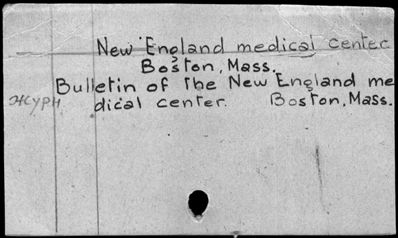 New England medical center
Boston, Mass.
Bulletin of the New England me
журн dical center. Boston, Mass.